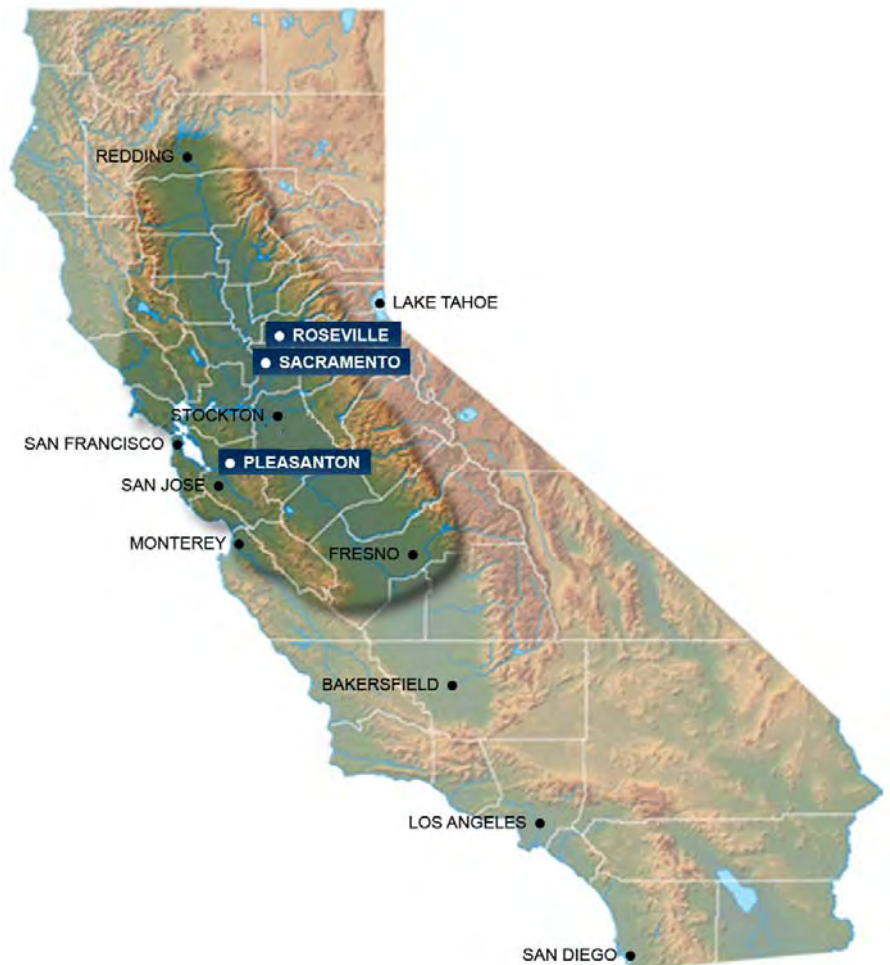 REDDING
LAKE TAHOE
ROSEVILLE
SACRAMENTO
STOCKTON
SAN FRANCISCO
PLEASANTON
SAN JOSE
MONTEREY
FRESNO
BAKERSFIELD
LOS ANGELES
SAN DIEGO